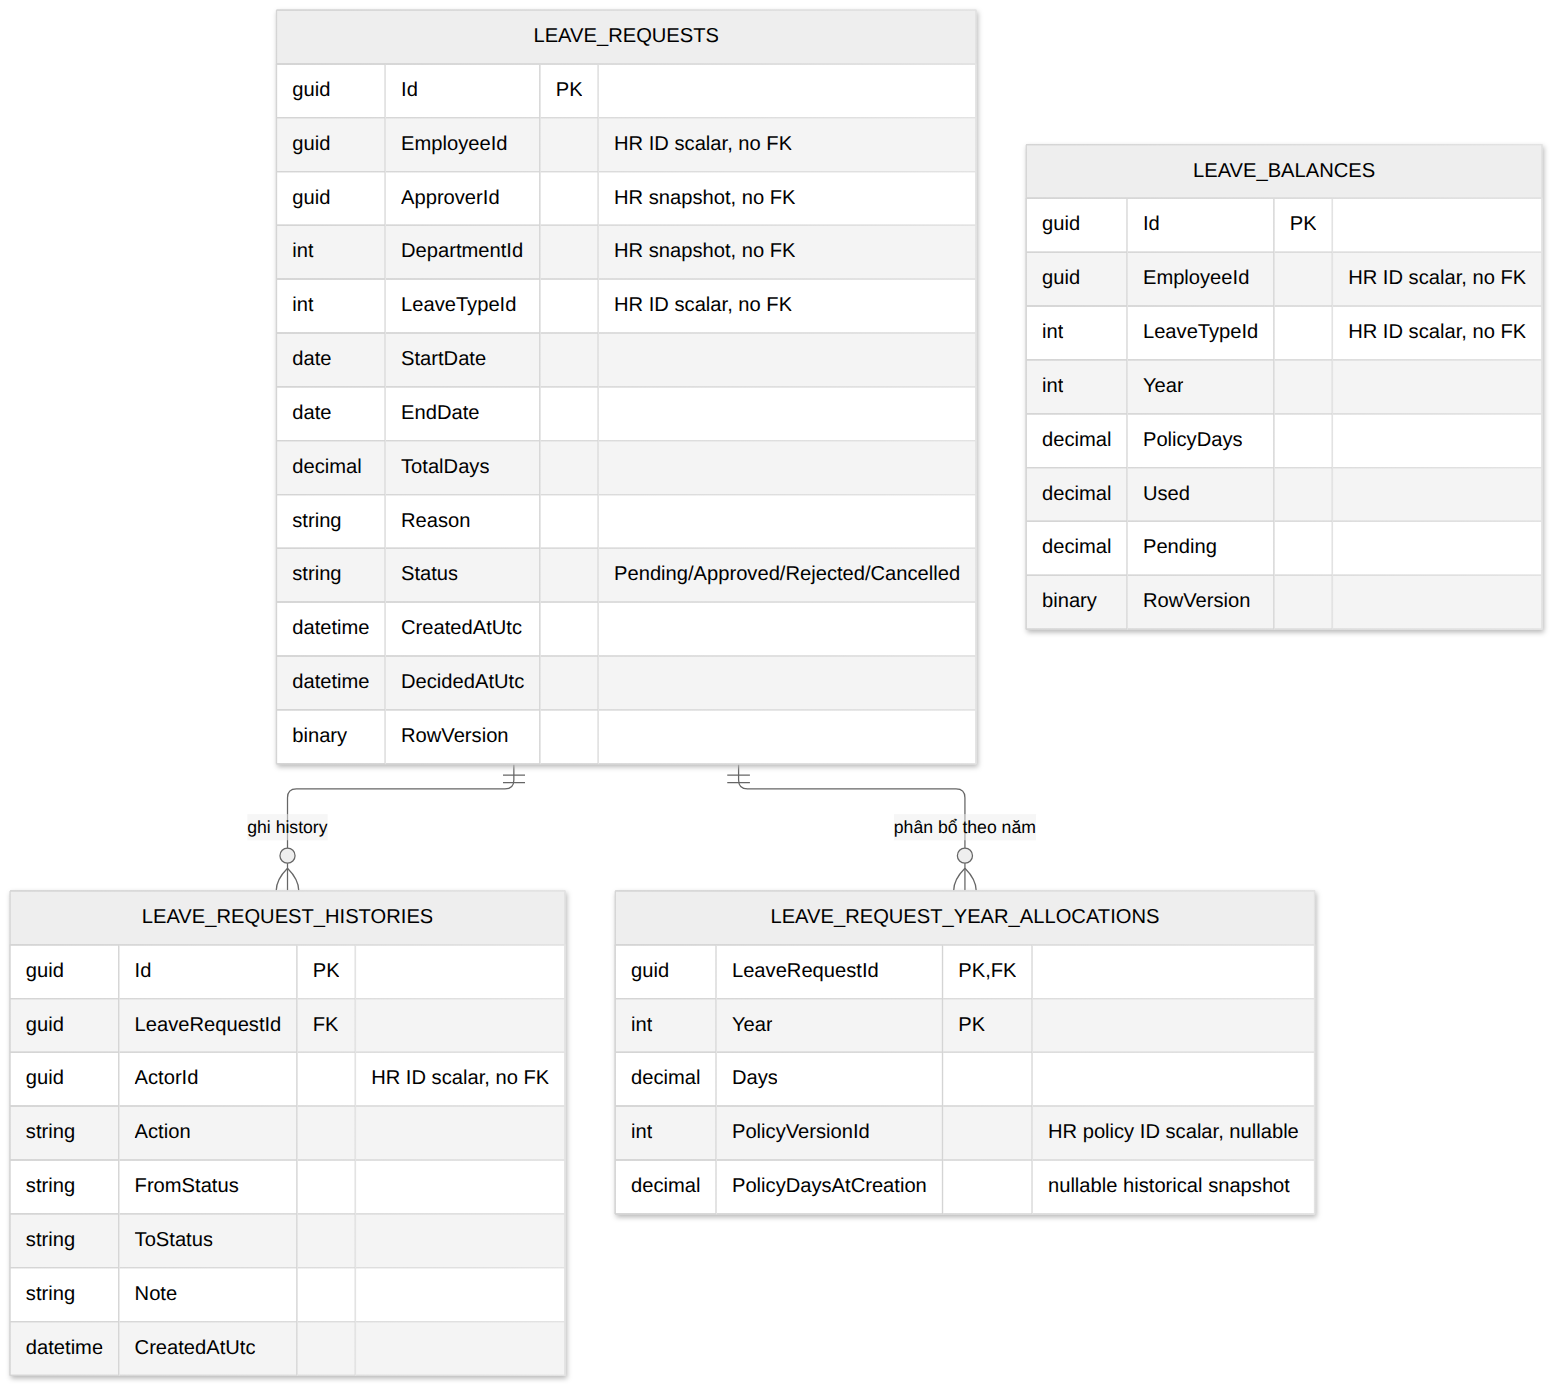 LEAVE_REQUESTS
guid Id PK
guid EmployeeId HR ID scalar, no FK
guid ApproverId HR snapshot, no FK
int DepartmentId HR snapshot, no FK
int LeaveTypeId HR ID scalar, no FK
date StartDate
date EndDate
decimal TotalDays
string Reason
string Status Pending/Approved/Rejected/Cancelled
datetime CreatedAtUtc
datetime DecidedAtUtc
binary RowVersion
LEAVE_BALANCES
guid Id PK
guid EmployeeId HR ID scalar, no FK
int LeaveTypeId HR ID scalar, no FK
int Year
decimal PolicyDays
decimal Used
decimal Pending
binary RowVersion
ghi history
phân bổ theo năm
LEAVE_REQUEST_HISTORIES
guid Id PK
guid LeaveRequestId FK
guid ActorId HR ID scalar, no FK
string Action
string FromStatus
string ToStatus
string Note
datetime CreatedAtUtc
LEAVE_REQUEST_YEAR_ALLOCATIONS
guid LeaveRequestId PK,FK
int Year PK
decimal Days
int PolicyVersionId HR policy ID scalar, nullable
decimal PolicyDaysAtCreation nullable historical snapshot